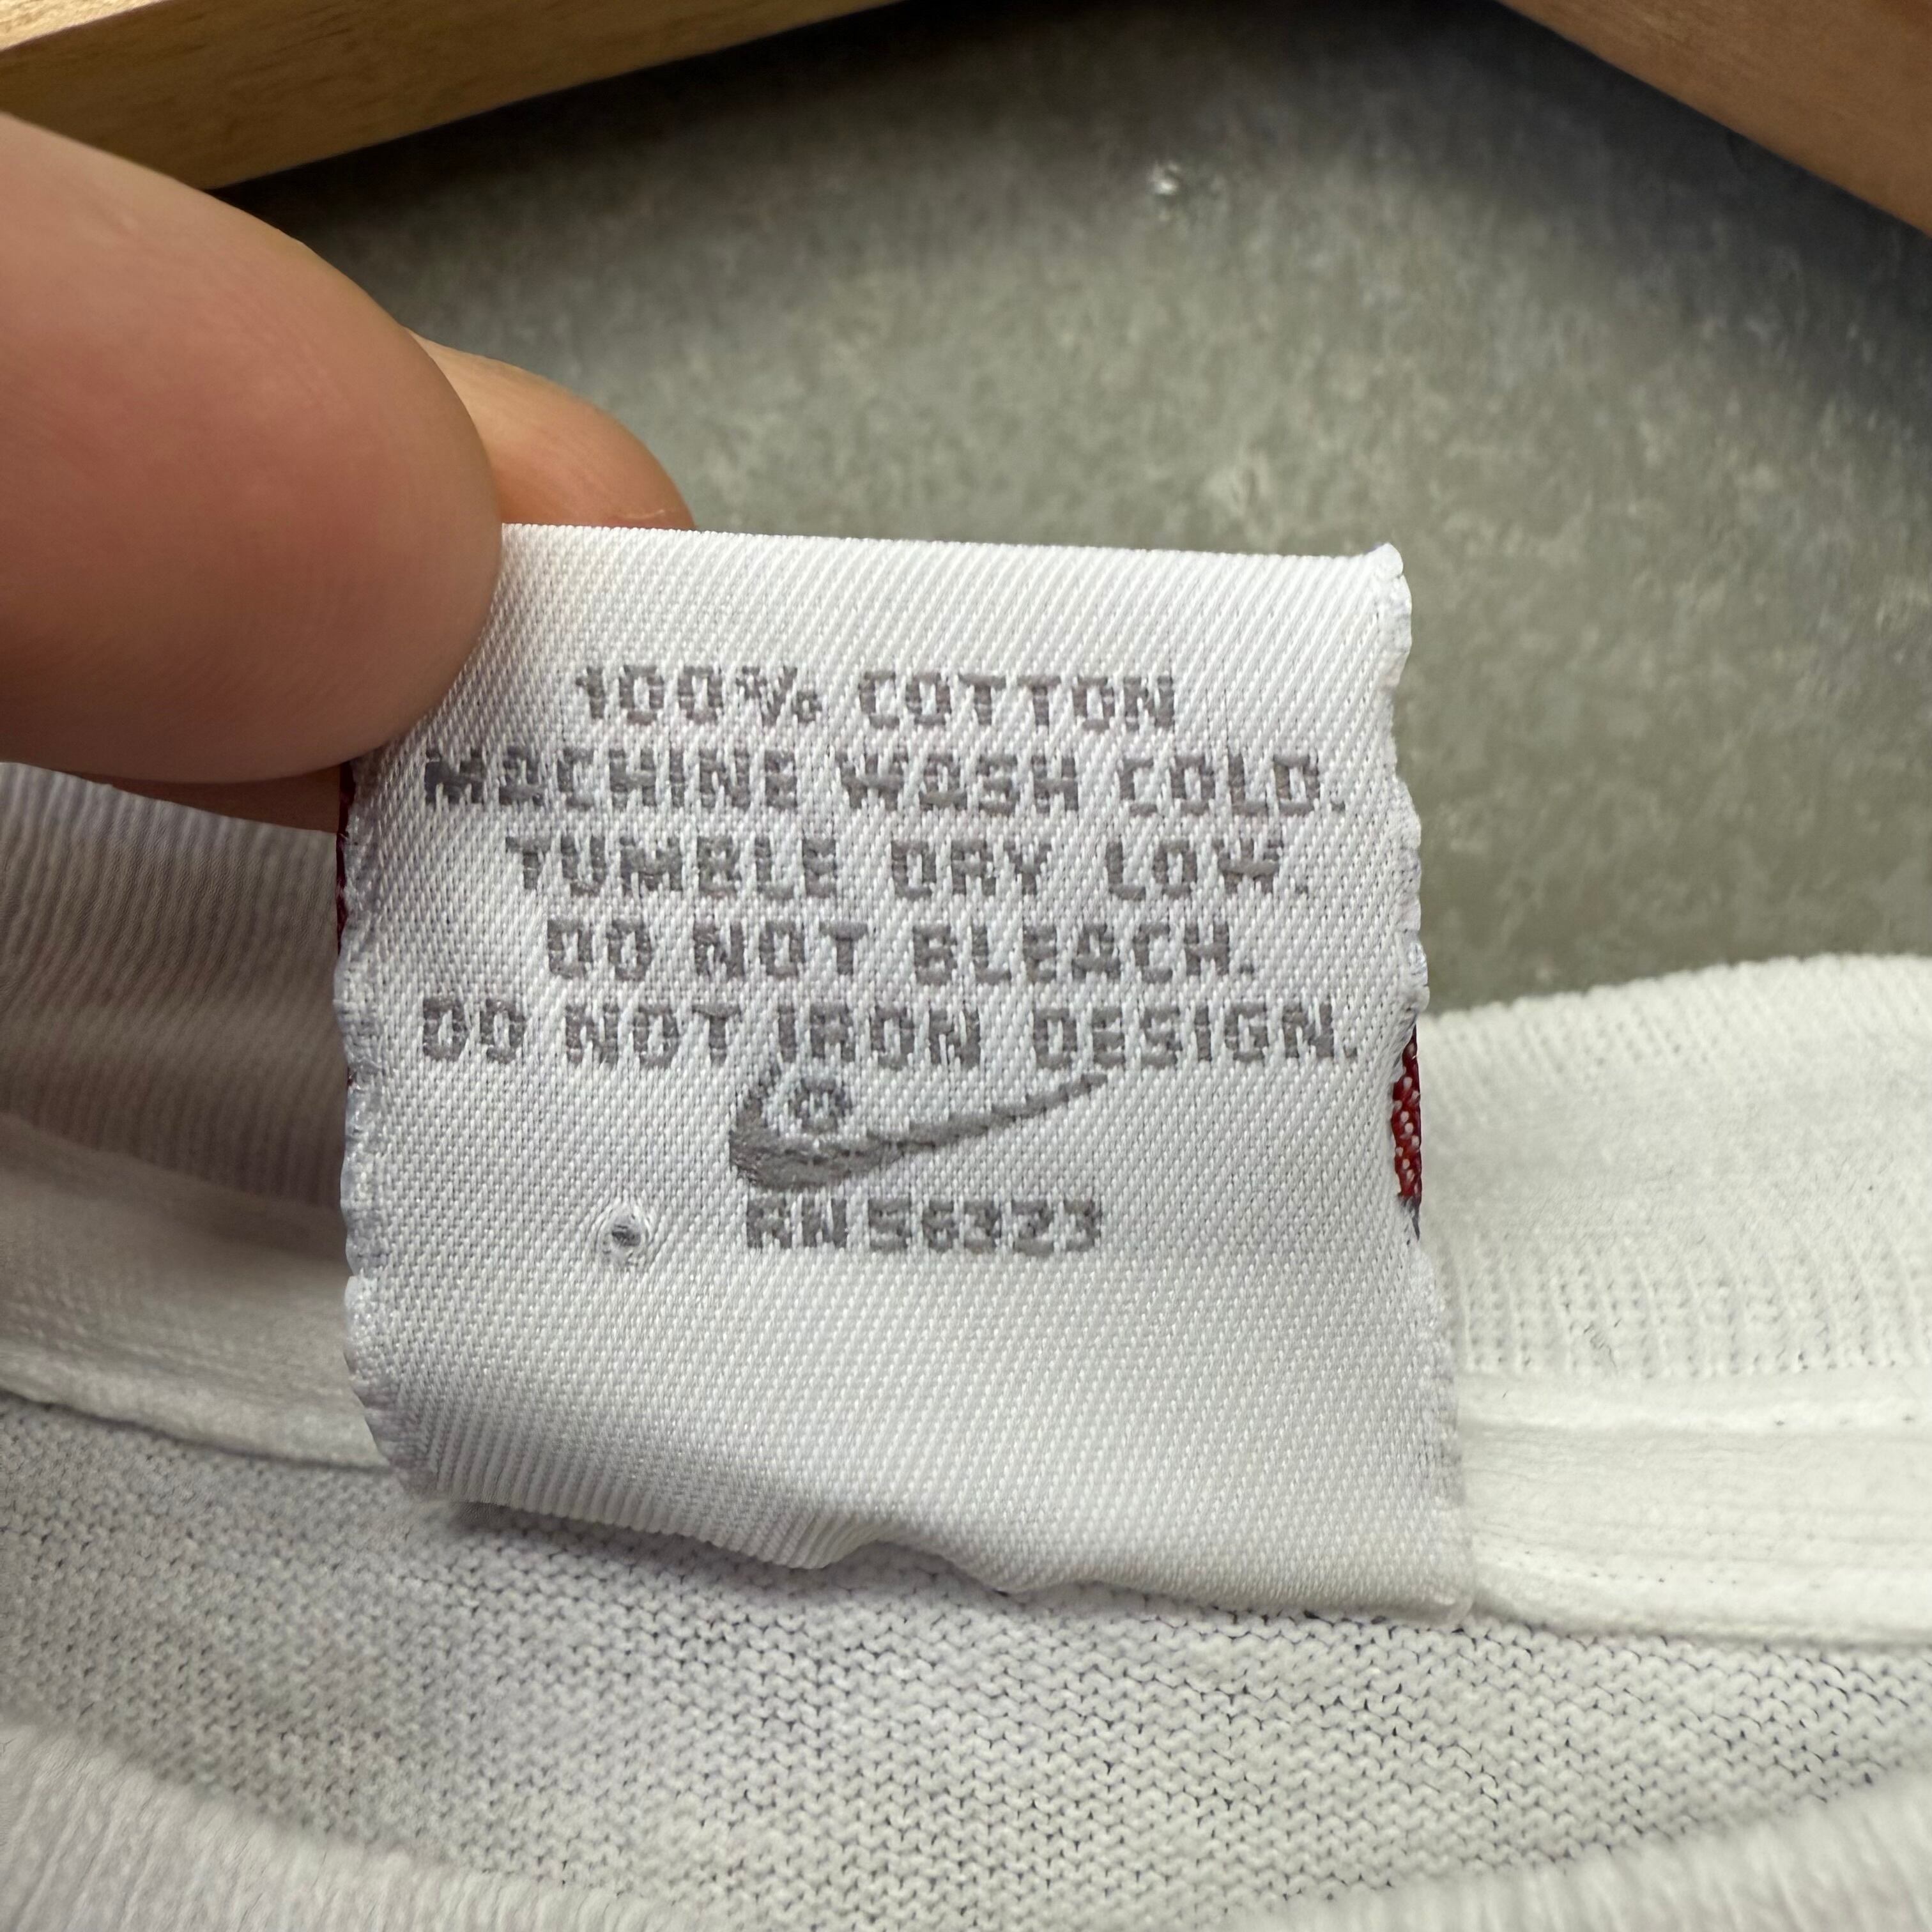 100% COTTON
MACHINE WASH COLD.
TUMBLE DRY LOW.
DO NOT BLEACH.
DO NOT IRON DESIGN.
®
RN 56323